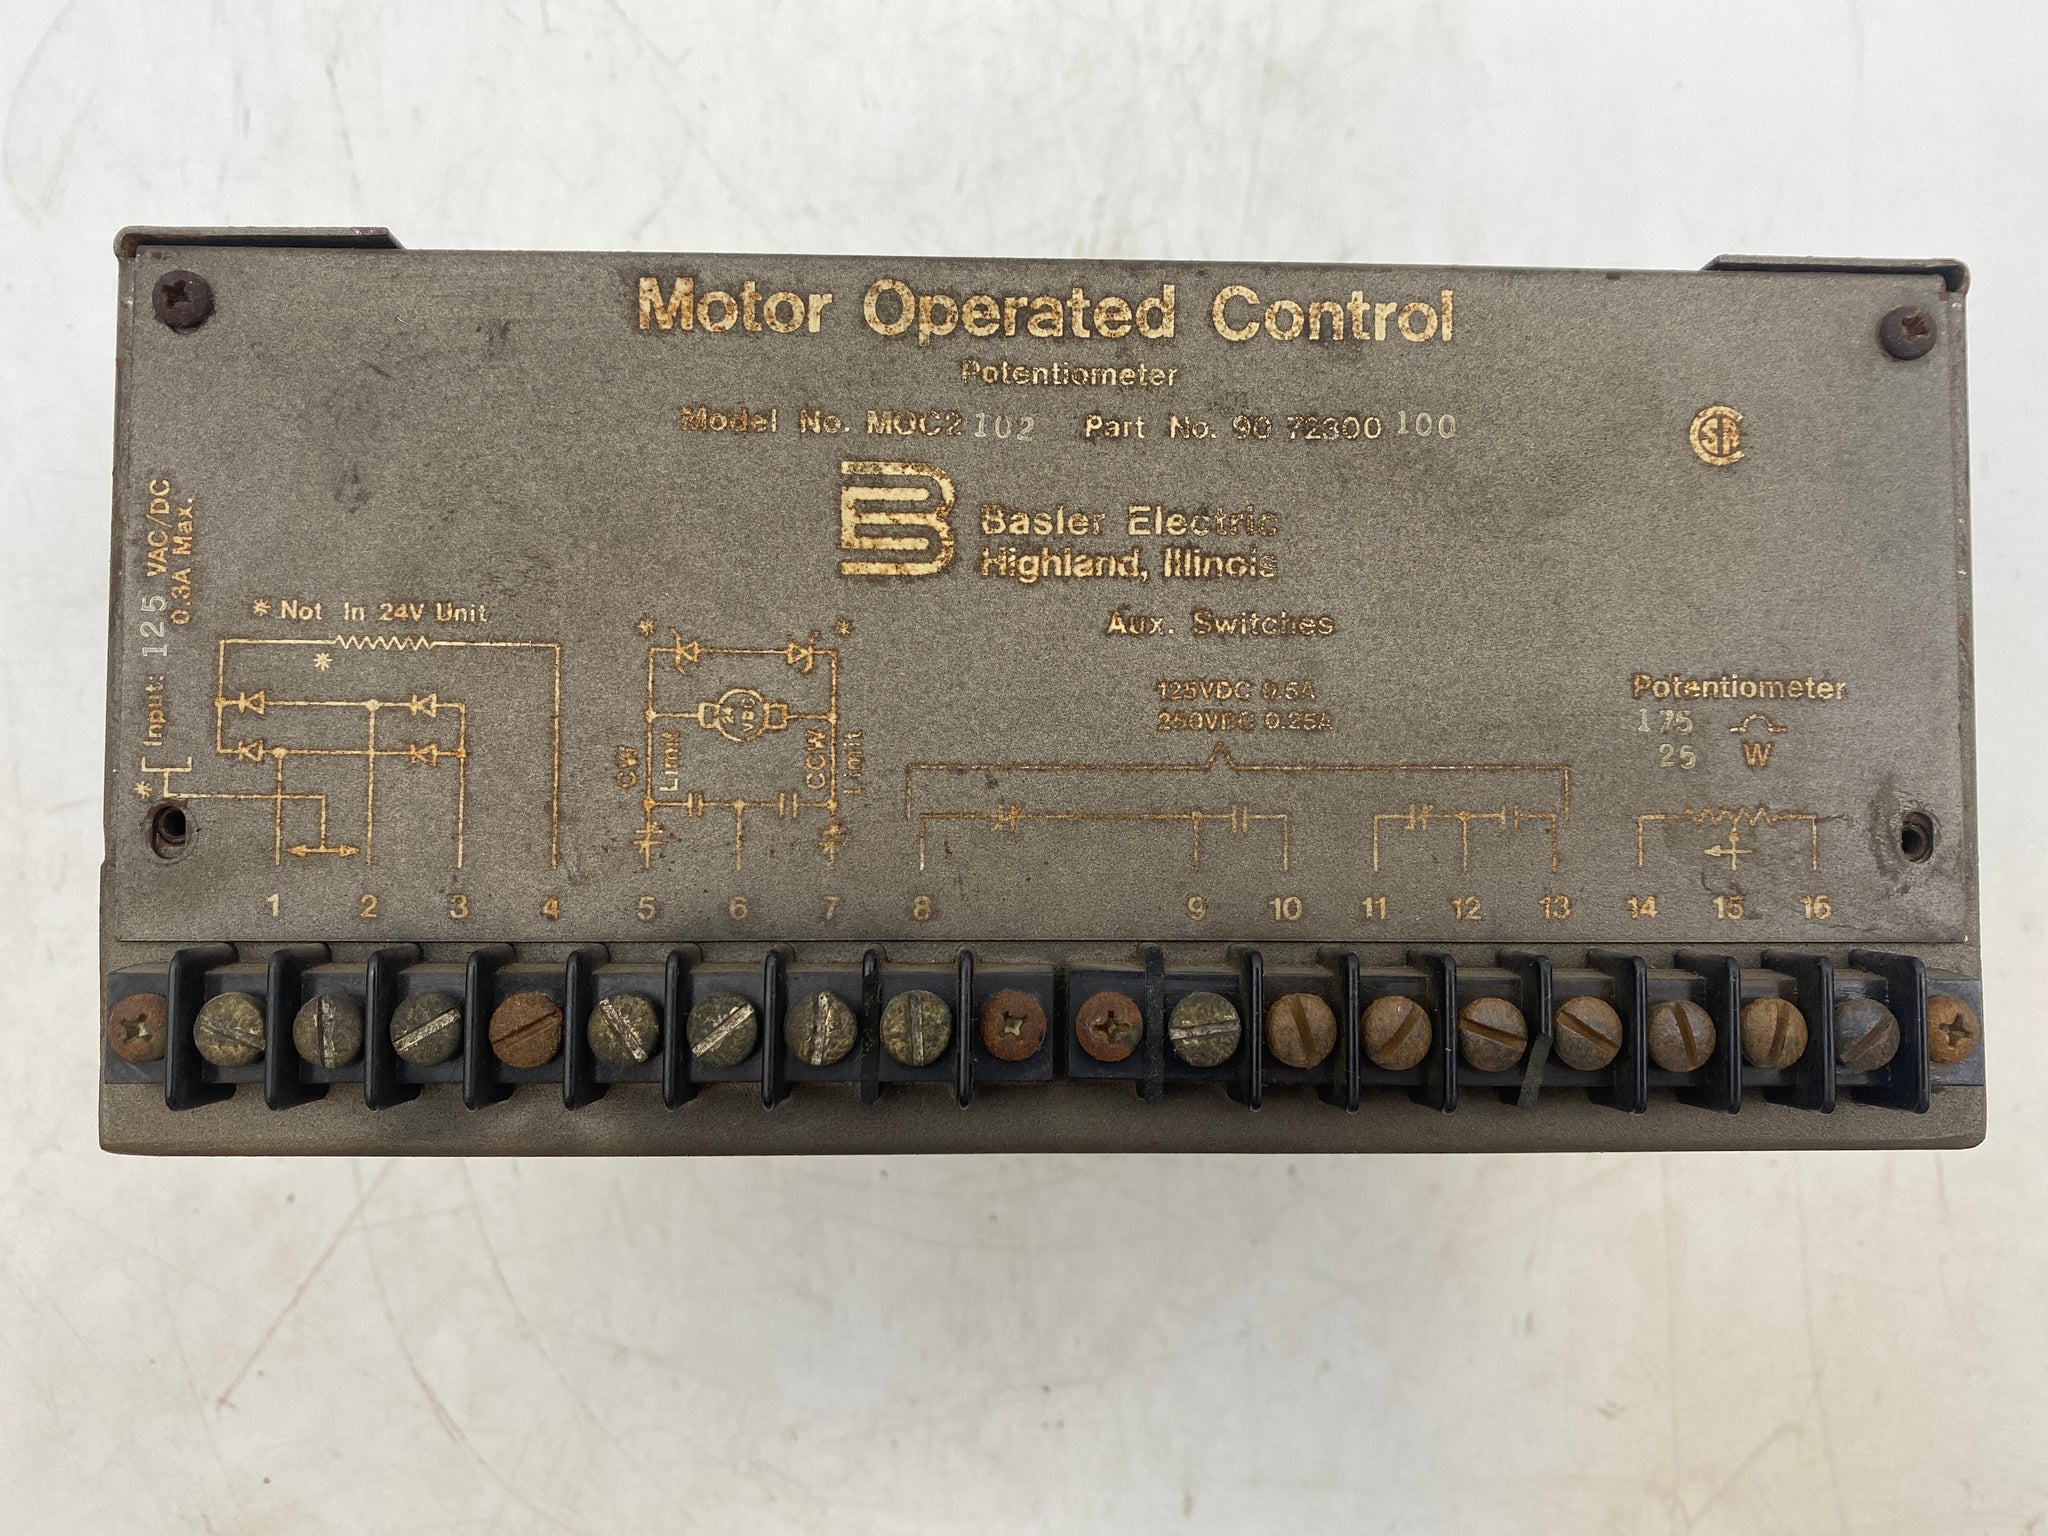 Motor Operated Control
Potentiometer
Model No. MOC2 102 Part No. 90 72300 100
CSA
Basler Electric
Highland, Illinois
Input: 125 VAC/DC
0.3A Max.
* Not In 24V Unit
*
*
* *
24 VDC
CW Limit
CCW Limit
Aux. Switches
125VDC 0.5A
250VDC 0.25A
Potentiometer
175
25 W
1 2 3 4 5 6 7 8 9 10 11 12 13 14 15 16